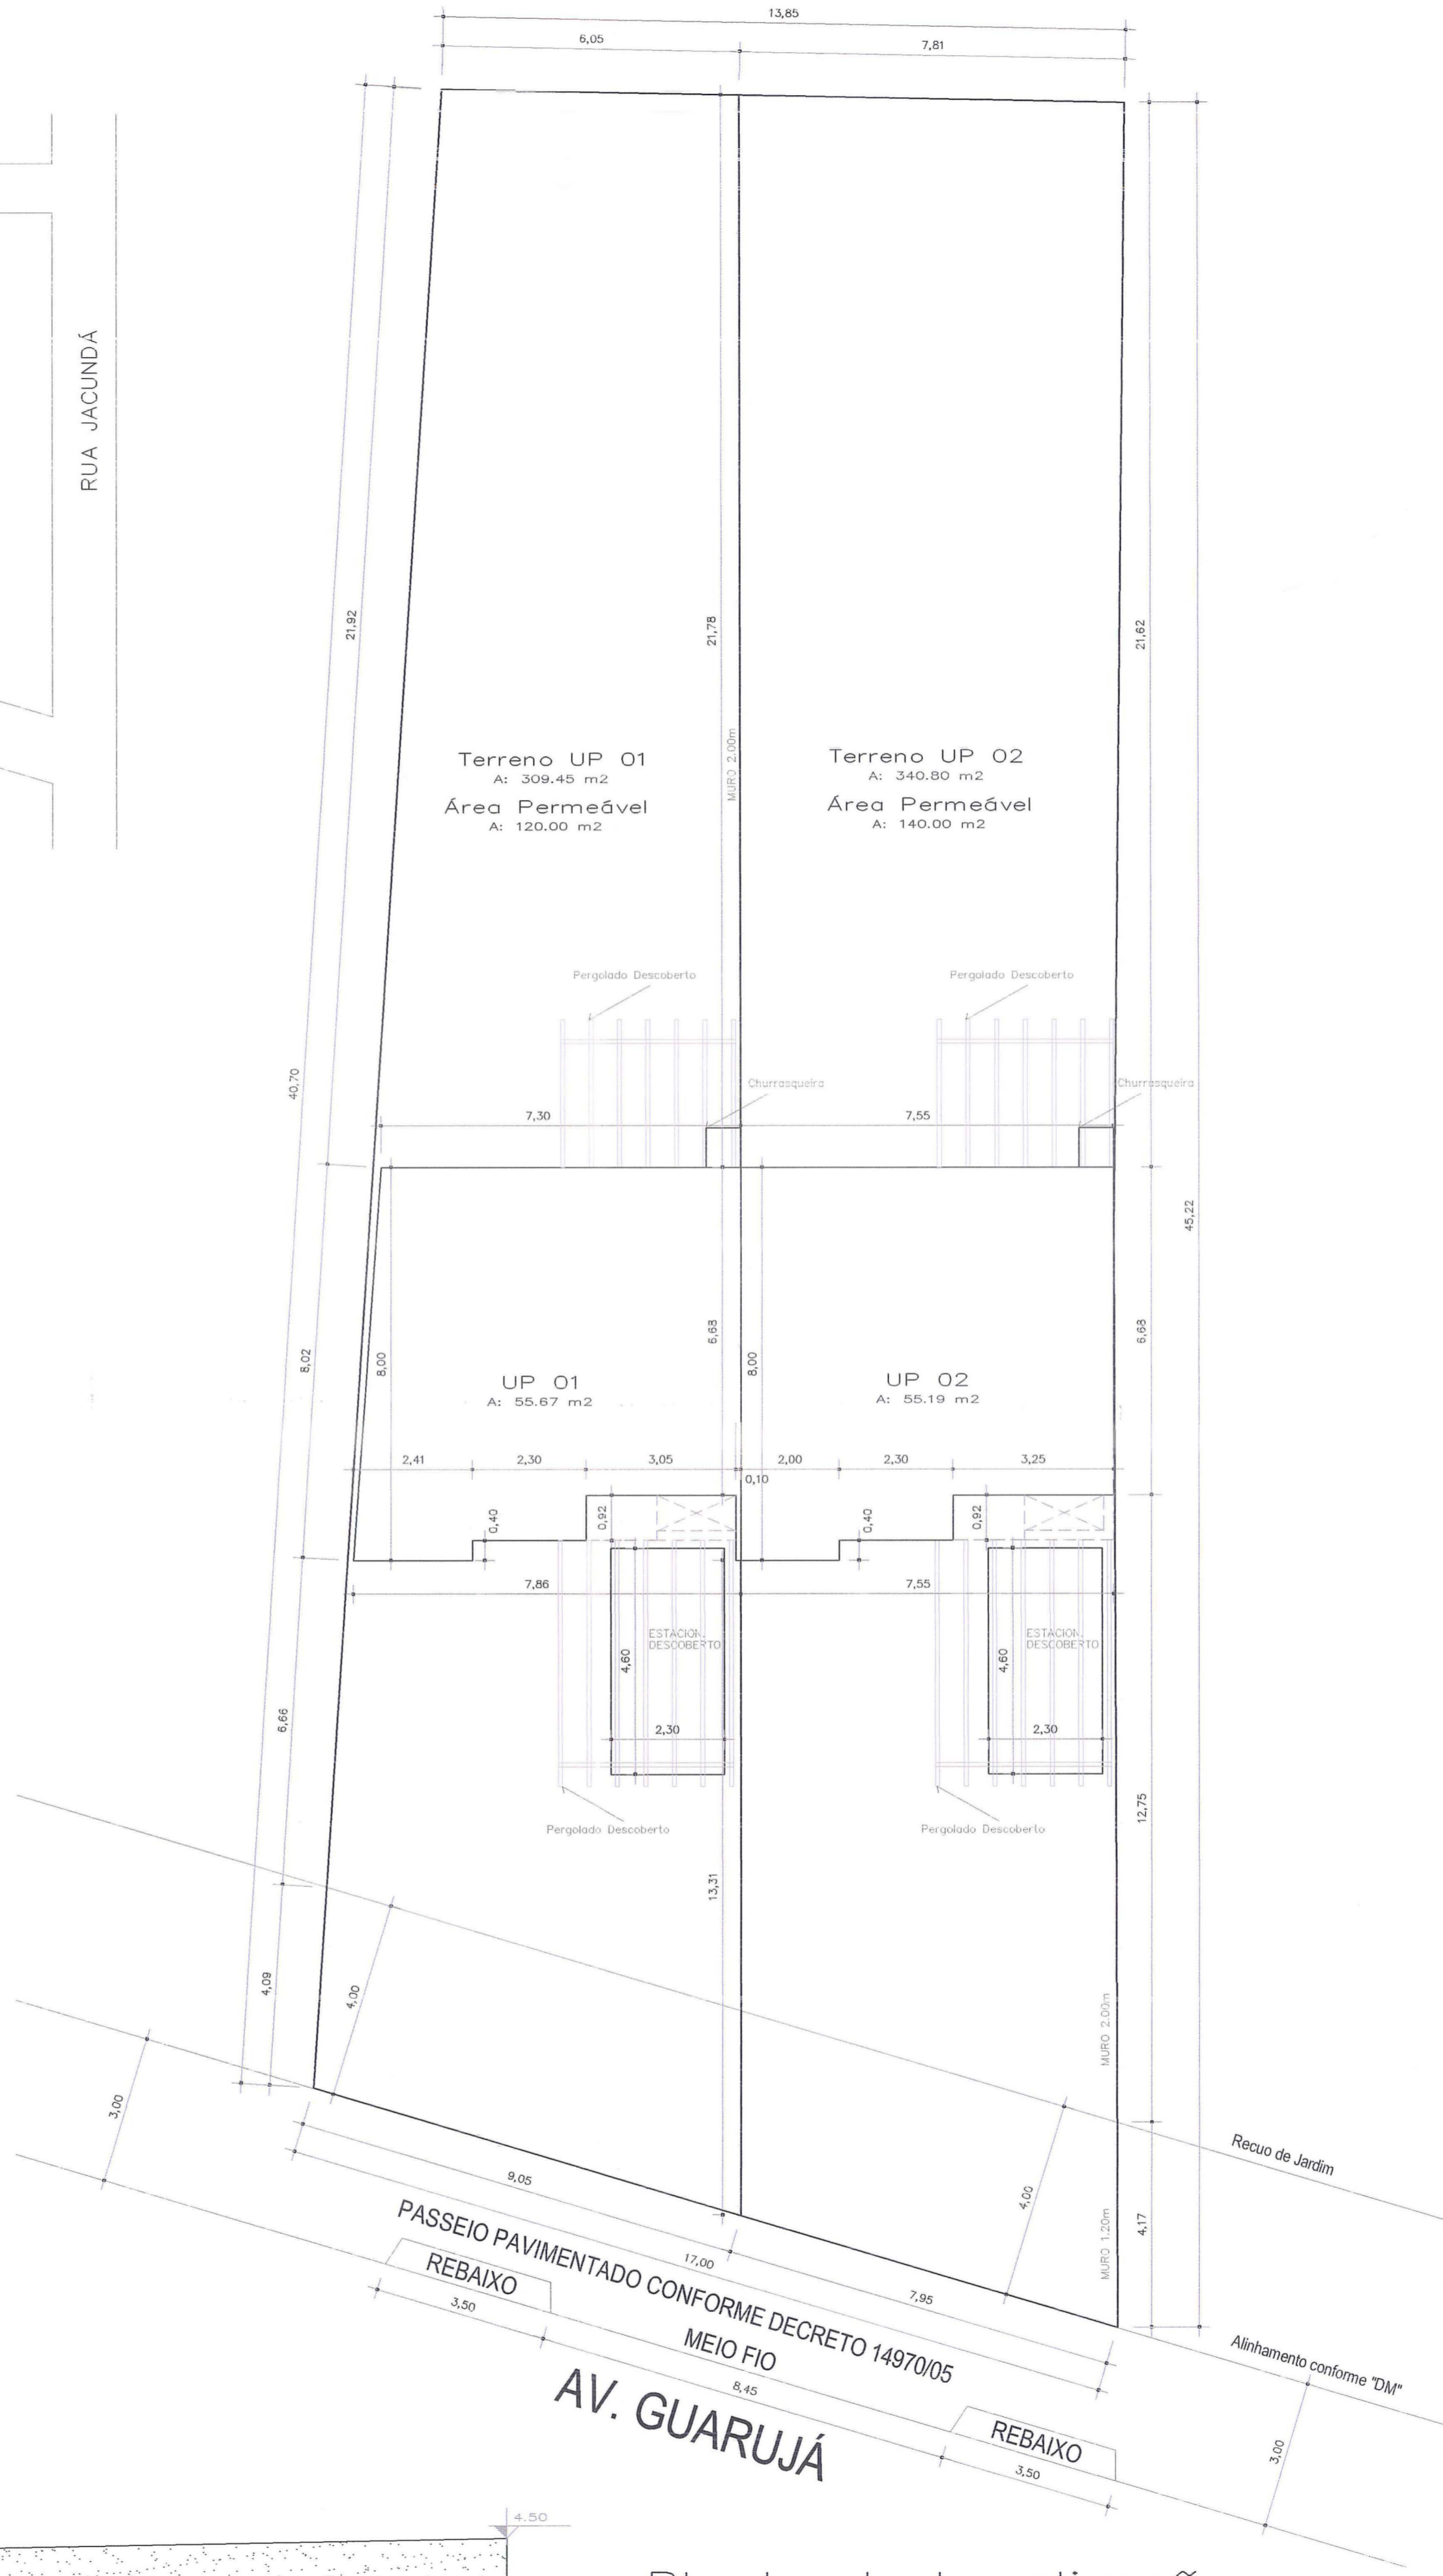 13,85
6,05
7,81
RUA JACUNDÁ
21,92
21,78
21,62
MURO 2.00m
Terreno UP 01
A: 309.45 m2
Área Permeável
A: 120.00 m2
Terreno UP 02
A: 340.80 m2
Área Permeável
A: 140.00 m2
Pergolado Descoberto
Pergolado Descoberto
40,70
Churrasqueira
Churrasqueira
7,30
7,55
45,22
8,02
8,00
6,68
8,00
6,68
UP 01
A: 55.67 m2
UP 02
A: 55.19 m2
2,41
2,30
3,05
0,10
2,00
2,30
3,25
0,40
0,92
0,40
0,92
7,86
7,55
ESTACION.
DESCOBERTO
4,60
2,30
ESTACION.
DESCOBERTO
4,60
2,30
6,66
12,75
Pergolado Descoberto
Pergolado Descoberto
13,31
4,09
4,00
MURO 2.00m
3,00
Recuo de Jardim
9,05
4,00
MURO 1.20m
4,17
PASSEIO PAVIMENTADO CONFORME DECRETO 14970/05
17,00
7,95
REBAIXO
3,50
MEIO FIO
8,45
Alinhamento conforme "DM"
AV. GUARUJÁ
REBAIXO
3,50
3,00
4.50